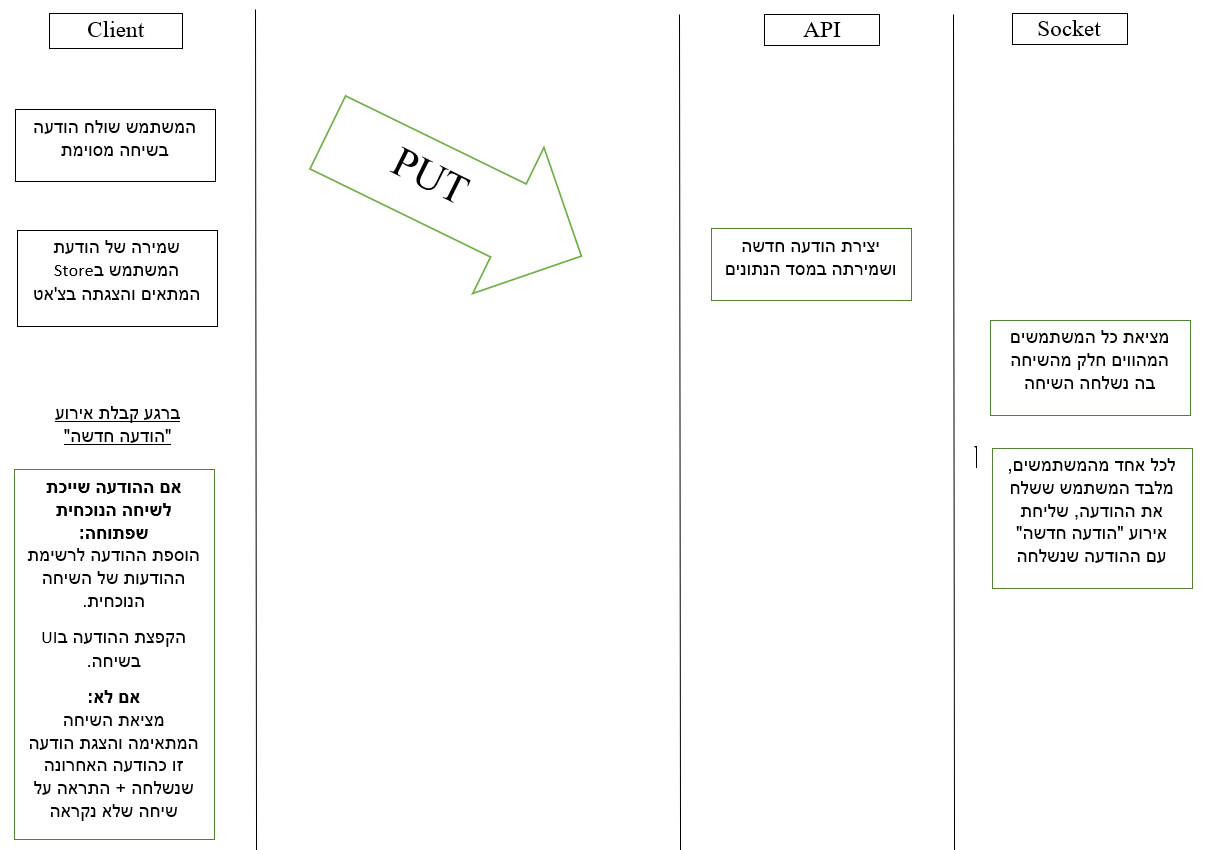 Client
API
Socket
המשתמש שולח הודעה
בשיחה מסוימת
PUT
שמירה של הודעת
המשתמש בStore
המתאים והצגתה בצ'אט
יצירת הודעה חדשה
ושמירתה במסד הנתונים
מציאת כל המשתמשים
המהווים חלק מהשיחה
בה נשלחה השיחה
לכל אחד מהמשתמשים,
מלבד המשתמש ששלח
את ההודעה, שליחת
אירוע "הודעה חדשה"
עם ההודעה שנשלחה
ברגע קבלת אירוע
"הודעה חדשה"
אם ההודעה שייכת
לשיחה הנוכחית
שפתוחה:
הוספת ההודעה לרשימת
ההודעות של השיחה
הנוכחית.
הקפצת ההודעה בUI
בשיחה.
אם לא:
מציאת השיחה
המתאימה והצגת הודעה
זו כהודעה האחרונה
שנשלחה + התראה על
שיחה שלא נקראה